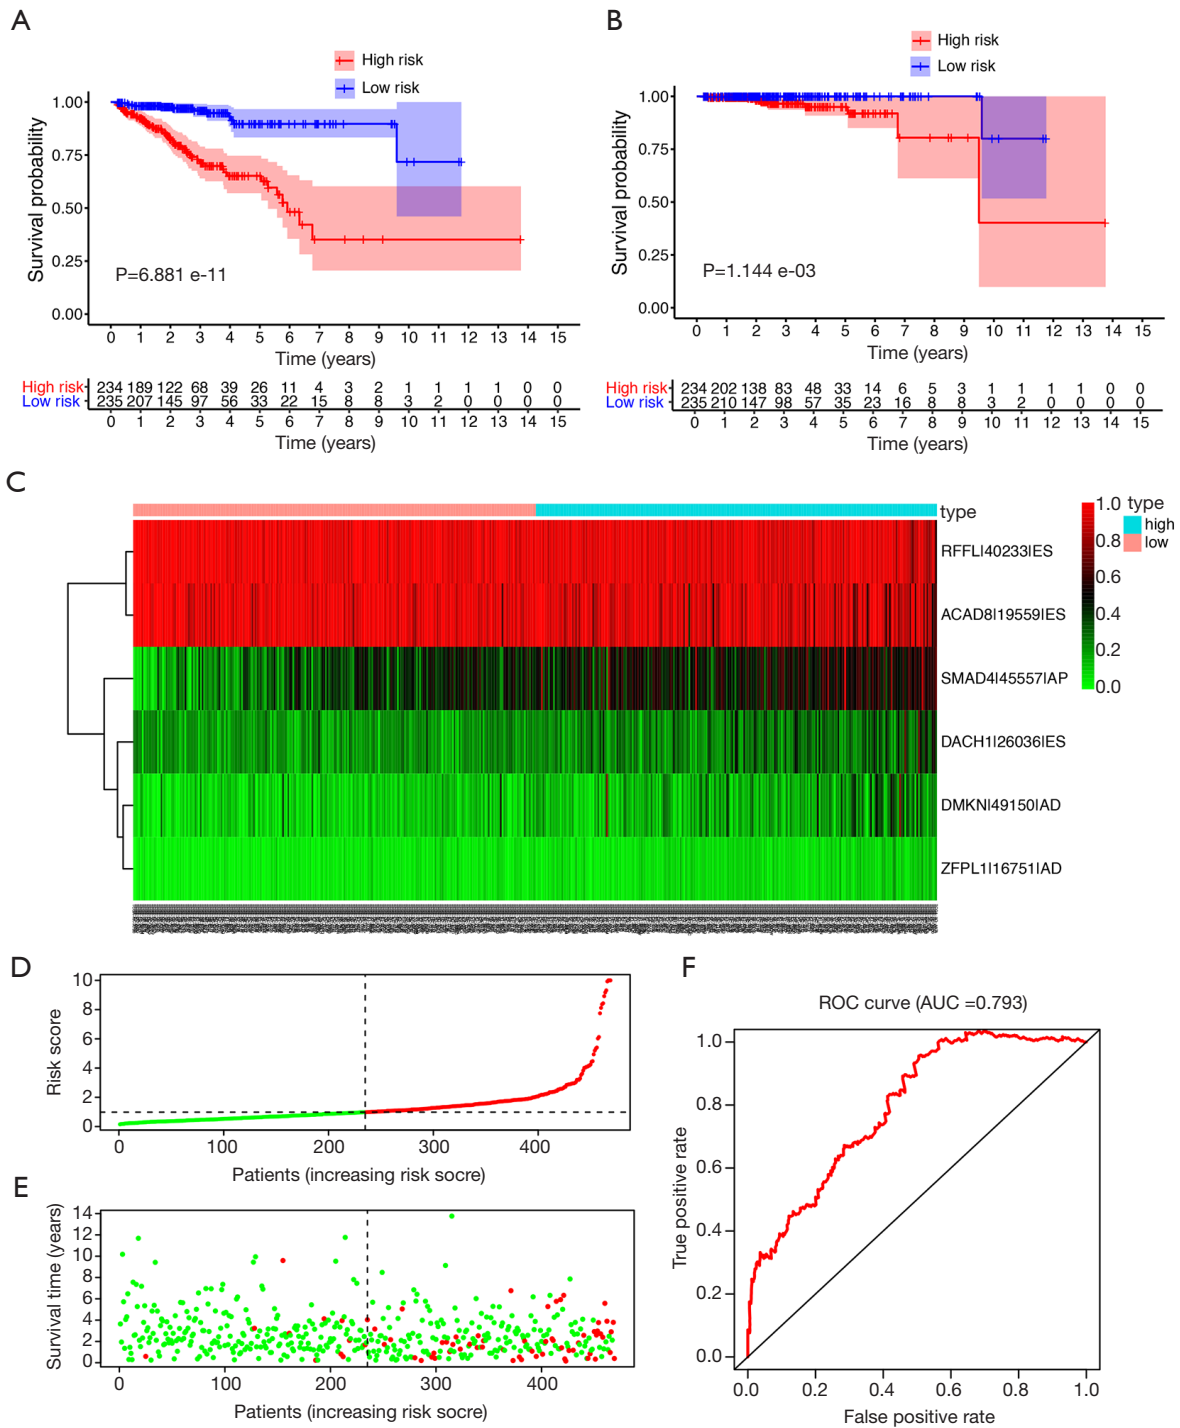 A
High risk
Low risk
Survival probability
1.00
0.75
0.50
0.25
0.00
P=6.881 e-11
0 1 2 3 4 5 6 7 8 9 10 11 12 13 14 15
Time (years)
High risk 234 189 122 68 39 26 11 4 3 2 1 1 1 1 0 0
Low risk 235 207 145 97 56 33 22 15 8 8 3 2 0 0 0 0
0 1 2 3 4 5 6 7 8 9 10 11 12 13 14 15
Time (years)
B
High risk
Low risk
Survival probability
1.00
0.75
0.50
0.25
0.00
P=1.144 e-03
0 1 2 3 4 5 6 7 8 9 10 11 12 13 14 15
Time (years)
High risk 234 202 138 83 48 33 14 6 5 3 1 1 1 1 0 0
Low risk 235 210 147 98 57 35 23 16 8 8 3 2 0 0 0 0
0 1 2 3 4 5 6 7 8 9 10 11 12 13 14 15
Time (years)
C
type
RFFL|40233|ES
ACAD8|19559|ES
SMAD4|45557|AP
DACH1|26036|ES
DMKN|49150|AD
ZFPL1|16751|AD
1.0
0.8
0.6
0.4
0.2
0.0
type
high
low
D
Risk score
10
8
6
4
2
0
0 100 200 300 400
Patients (increasing risk socre)
E
Survival time (years)
14
12
10
8
6
4
2
0
0 100 200 300 400
Patients (increasing risk socre)
F
ROC curve (AUC =0.793)
True positive rate
1.0
0.8
0.6
0.4
0.2
0.0
0.0 0.2 0.4 0.6 0.8 1.0
False positive rate